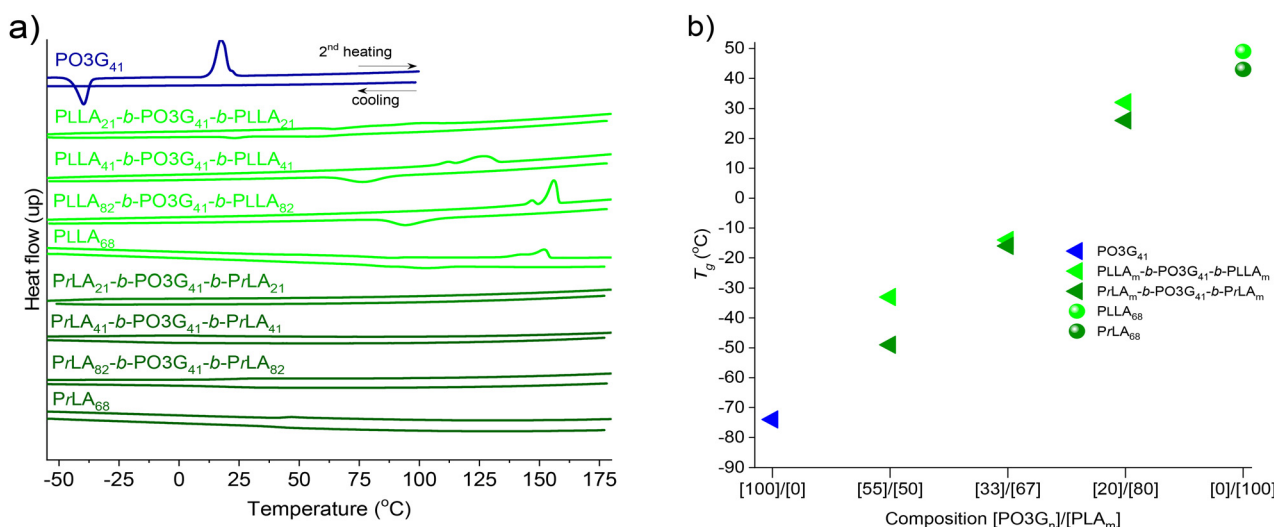 a)
PO3G41
2nd heating
cooling
PLLA21-b-PO3G41-b-PLLA21
PLLA41-b-PO3G41-b-PLLA41
PLLA82-b-PO3G41-b-PLLA82
PLLA68
PrLA21-b-PO3G41-b-PrLA21
PrLA41-b-PO3G41-b-PrLA41
PrLA82-b-PO3G41-b-PrLA82
PrLA68
Heat flow (up)
-50 -25 0 25 50 75 100 125 150 175
Temperature (oC)
b)
50
40
30
20
10
0
-10
-20
-30
-40
-50
-60
-70
-80
-90
Tg (oC)
PO3G41
PLLAm-b-PO3G41-b-PLLAm
PrLAm-b-PO3G41-b-PrLAm
PLLA68
PrLA68
[100]/[0] [55]/[50] [33]/[67] [20]/[80] [0]/[100]
Composition [PO3Gn]/[PLAm]